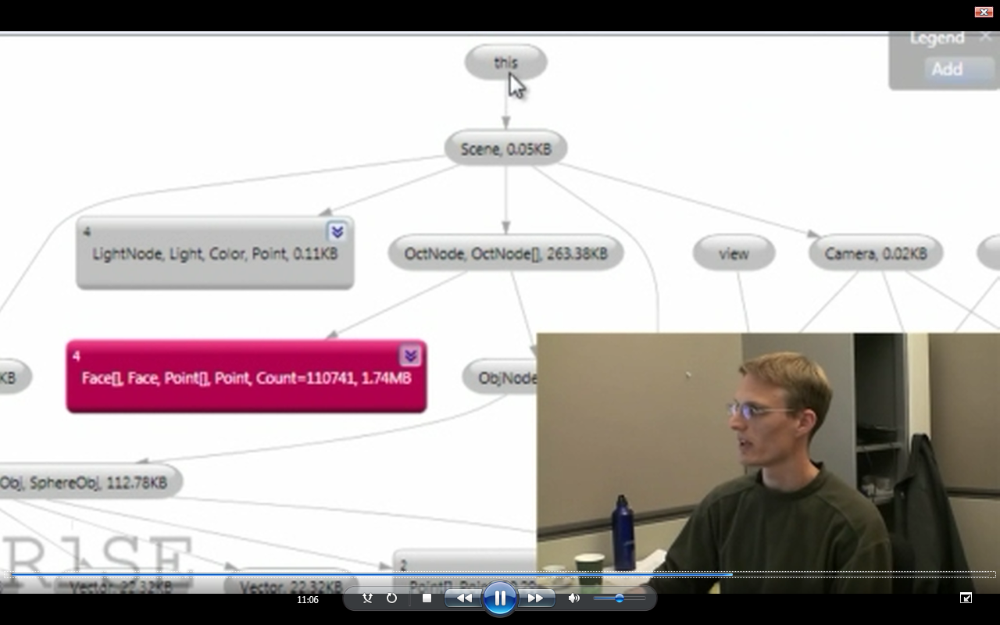 Legend
this
Add
Scene, 0.05KB
4
LightNode, Light, Color, Point, 0.11KB
OctNode, OctNode[], 263.38KB
view
Camera, 0.02KB
4
KB
Face[], Face, Point[], Point, Count=110741, 1.74MB
ObjNode
Obj, SphereObj, 112.78KB
RiSE
2
Vector, 22.32KB
Vector, 22.32KB
Point[], Point,
11:06